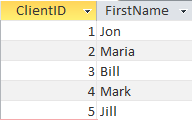 ClientID FirstName
1 Jon
2 Maria
3 Bill
4 Mark
5 Jill